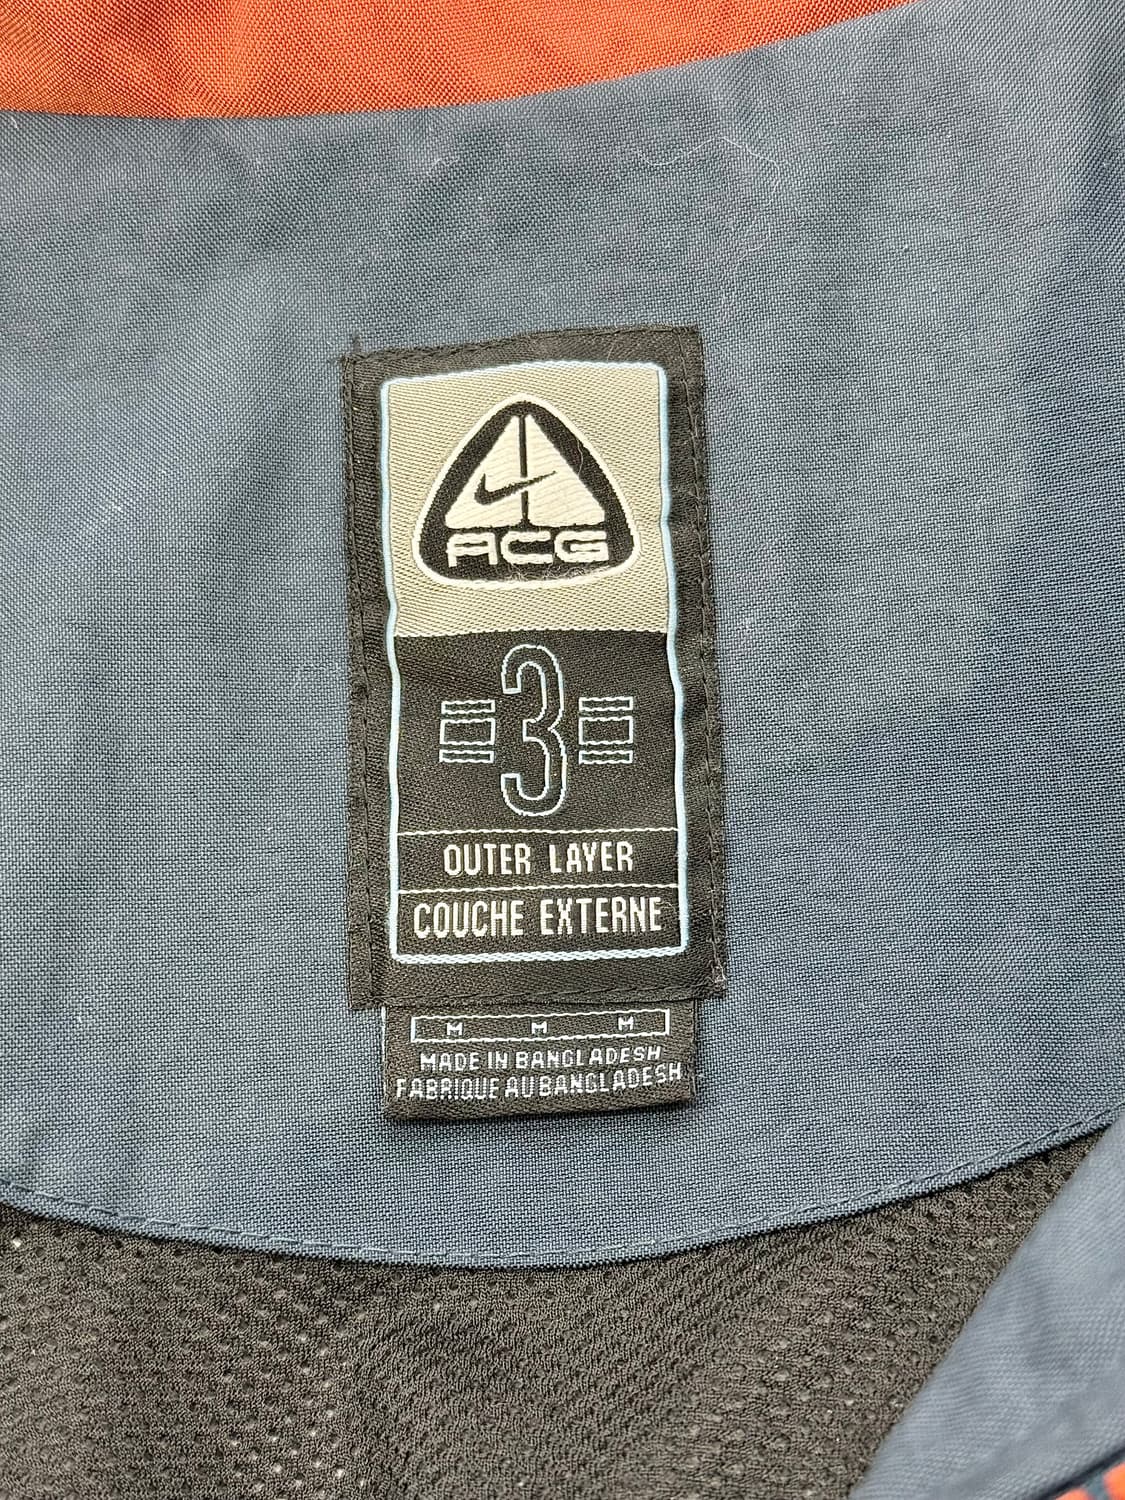 ACG
3
OUTER LAYER
COUCHE EXTERNE
M M M
MADE IN BANGLADESH
FABRIQUE AU BANGLADESH